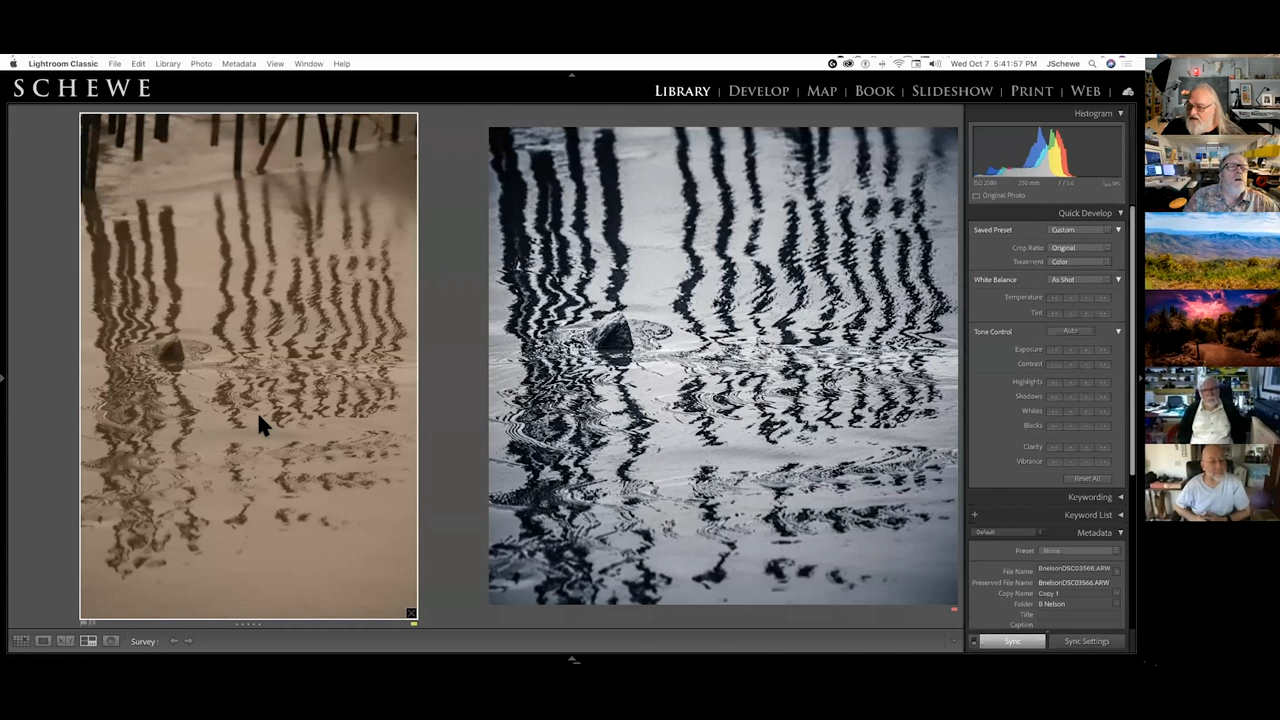 Lightroom Classic File Edit Library Photo Metadata View Window Help Wed Oct 7 5:41:57 PM JSchewe
SCHEWE
LIBRARY | DEVELOP | MAP | BOOK | SLIDESHOW | PRINT | WEB |
Histogram
250 mm
Original Photo
Quick Develop
Saved Preset Custom
Crop Ratio Original
Treatment Color
White Balance As Shot
Temperature
Tint
Tone Control Auto
Exposure
Contrast
Highlights
Shadows
Whites
Blacks
Clarity
Vibrance
Reset All
Keywording
+ Keyword List
Default Metadata
Preset None
File Name BnelsonDSC03566.ARW
Preserved File Name BnelsonDSC03566.ARW
Copy Name Copy 1
Folder B Nelson
Title
Caption
Survey : Sync Sync Settings